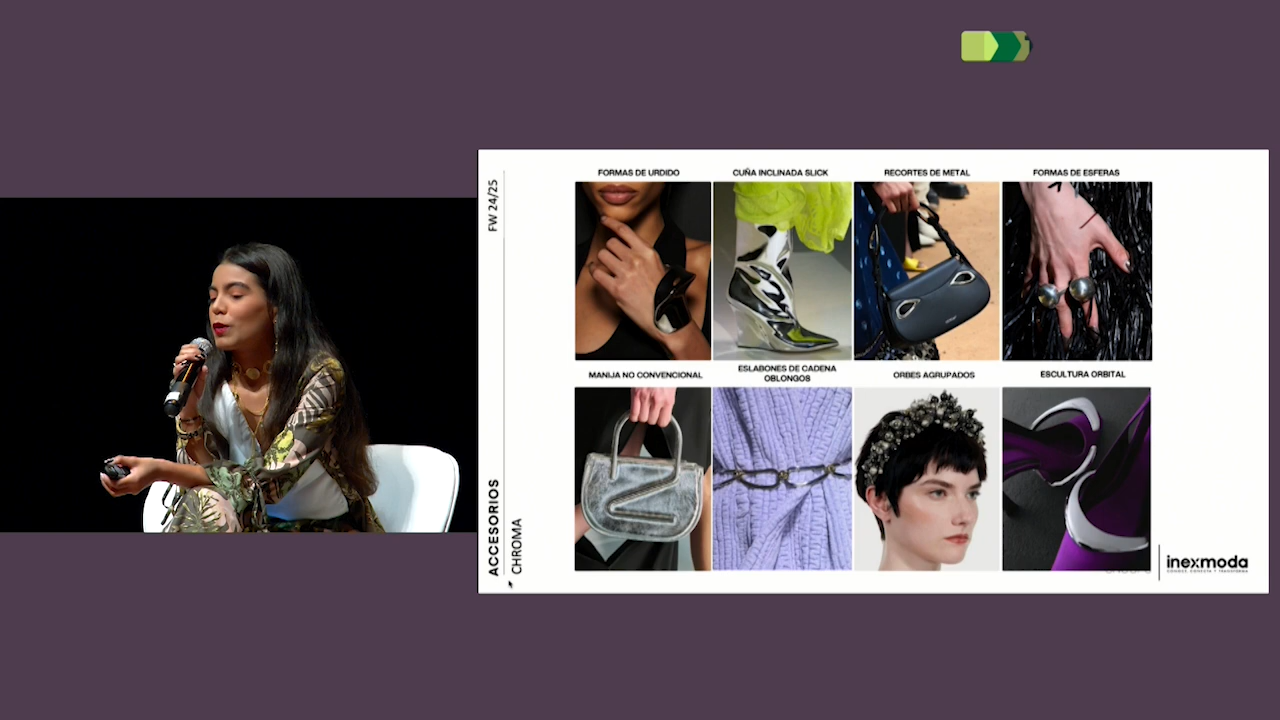 FW 24/25
ACCESORIOS
CHROMA
FORMAS DE URDIDO
CUÑA INCLINADA SLICK
RECORTES DE METAL
FORMAS DE ESFERAS
MANIJA NO CONVENCIONAL
ESLABONES DE CADENA
OBLONGOS
ORBES AGRUPADOS
ESCULTURA ORBITAL
inexmoda